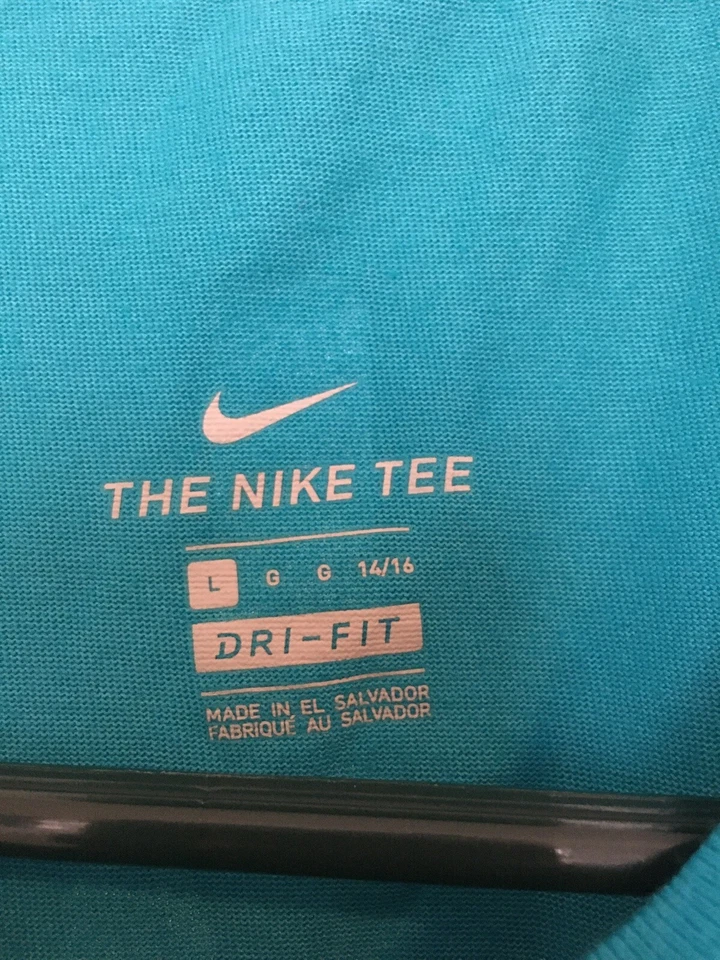 THE NIKE TEE
L G G 14/16
DRI-FIT
MADE IN EL SALVADOR
FABRIQUÉ AU SALVADOR